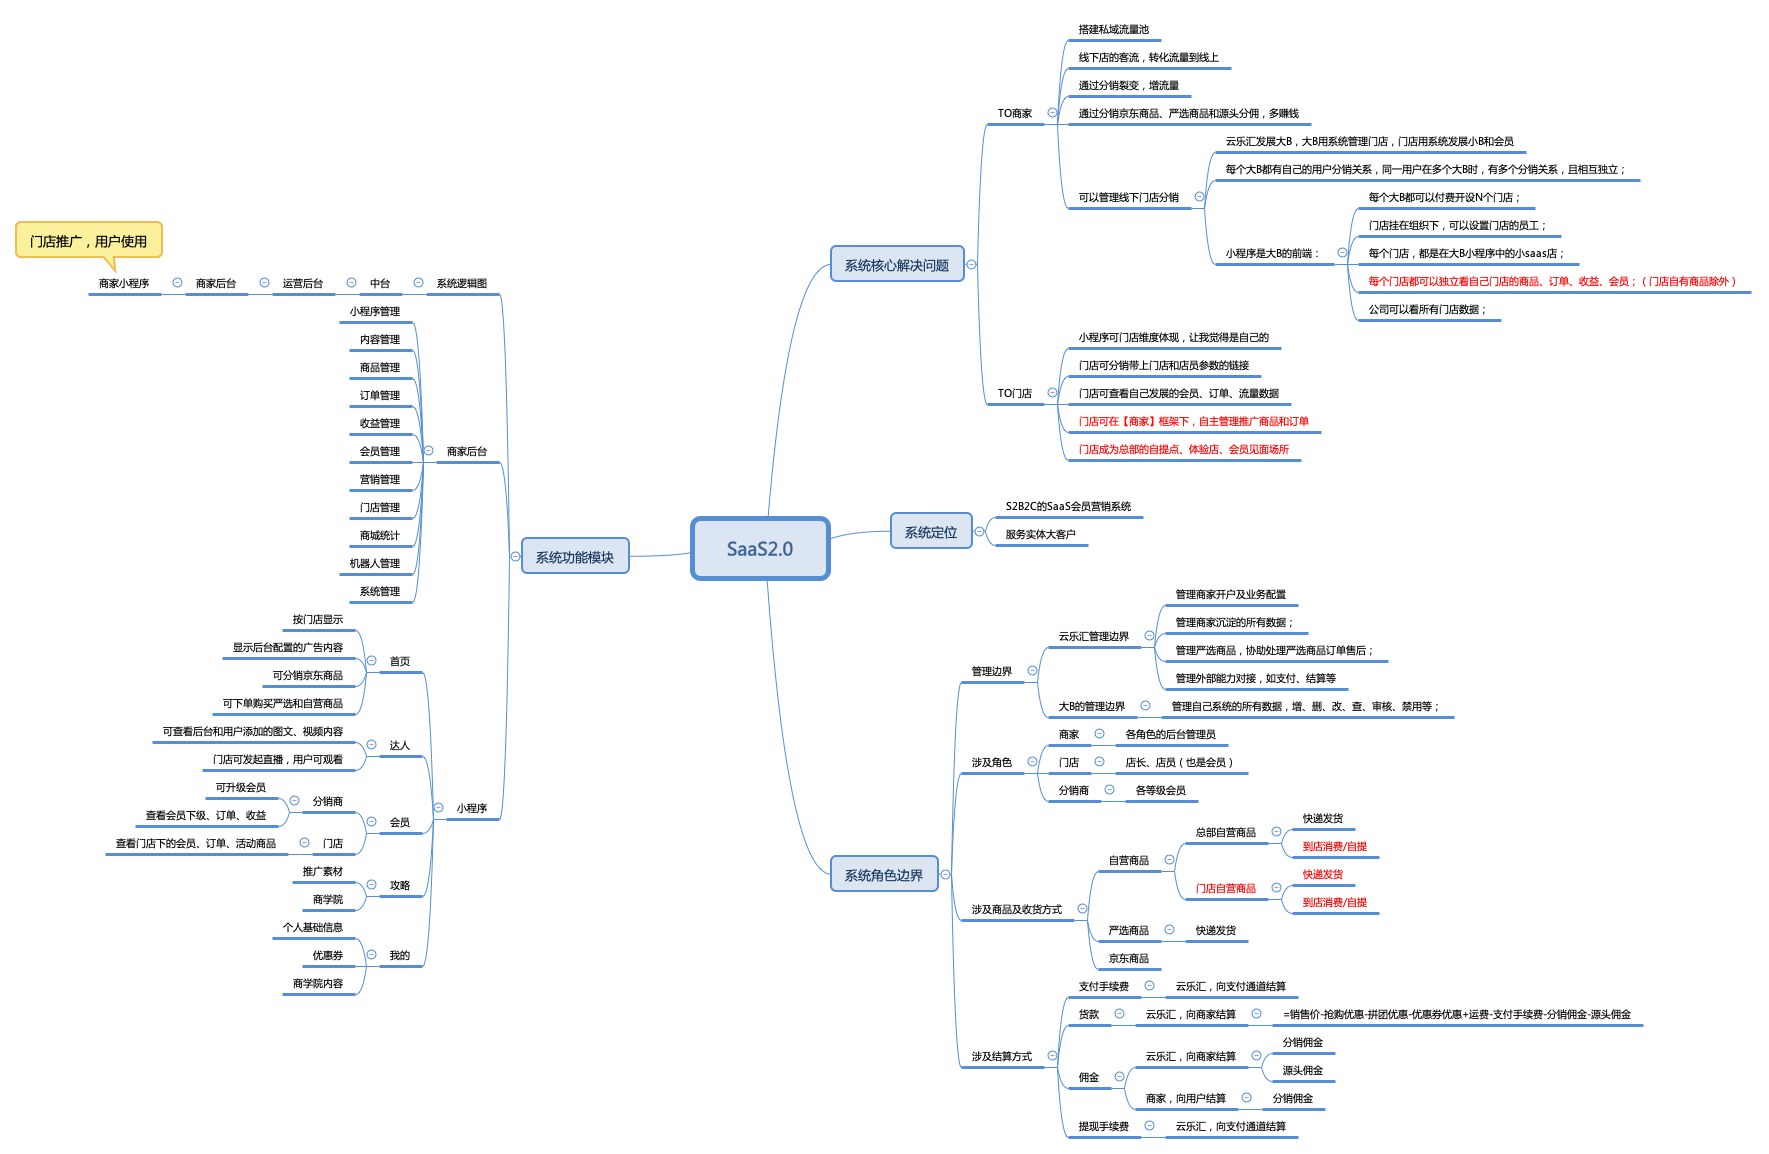 SaaS2.0
系统核心解决问题
TO商家
搭建私域流量池
线下店的客流，转化流量到线上
通过分销裂变，增流量
通过分销京东商品、严选商品和源头分佣，多赚钱
可以管理线下门店分销
云乐汇发展大B，大B用系统管理门店，门店用系统发展小B和会员
每个大B都有自己的用户分销关系，同一用户在多个大B时，有多个分销关系，且相互独立；
小程序是大B的前端：
每个大B都可以付费开设N个门店；
门店挂在组织下，可以设置门店的员工；
每个门店，都是在大B小程序中的小saas店；
每个门店都可以独立看自己门店的商品、订单、收益、会员；（门店自有商品除外）
公司可以看所有门店数据；
TO门店
小程序可门店维度体现，让我觉得是自己的
门店可分销带上门店和店员参数的链接
门店可查看自己发展的会员、订单、流量数据
门店可在【商家】框架下，自主管理推广商品和订单
门店成为总部的自提点、体验店、会员见面场所
系统定位
S2B2C的SaaS会员营销系统
服务实体大客户
系统角色边界
管理边界
云乐汇管理边界
管理商家开户及业务配置
管理商家沉淀的所有数据；
管理严选商品，协助处理严选商品订单售后；
管理外部能力对接，如支付、结算等
大B的管理边界
管理自己系统的所有数据，增、删、改、查、审核、禁用等；
涉及角色
商家
各角色的后台管理员
门店
店长、店员（也是会员）
分销商
各等级会员
涉及商品及收货方式
自营商品
总部自营商品
快递发货
到店消费/自提
门店自营商品
快递发货
到店消费/自提
严选商品
快递发货
京东商品
涉及结算方式
支付手续费
云乐汇，向支付通道结算
货款
云乐汇，向商家结算
=销售价-抢购优惠-拼团优惠-优惠券优惠+运费-支付手续费-分销佣金-源头佣金
佣金
云乐汇，向商家结算
分销佣金
源头佣金
商家，向用户结算
分销佣金
提现手续费
云乐汇，向支付通道结算
系统功能模块
系统逻辑图
中台
运营后台
商家后台
商家小程序
门店推广，用户使用
商家后台
小程序管理
内容管理
商品管理
订单管理
收益管理
会员管理
营销管理
门店管理
商城统计
机器人管理
系统管理
小程序
首页
按门店显示
显示后台配置的广告内容
可分销京东商品
可下单购买严选和自营商品
达人
可查看后台和用户添加的图文、视频内容
门店可发起直播，用户可观看
会员
分销商
可升级会员
查看会员下级、订单、收益
门店
查看门店下的会员、订单、活动商品
攻略
推广素材
商学院
我的
个人基础信息
优惠券
商学院内容